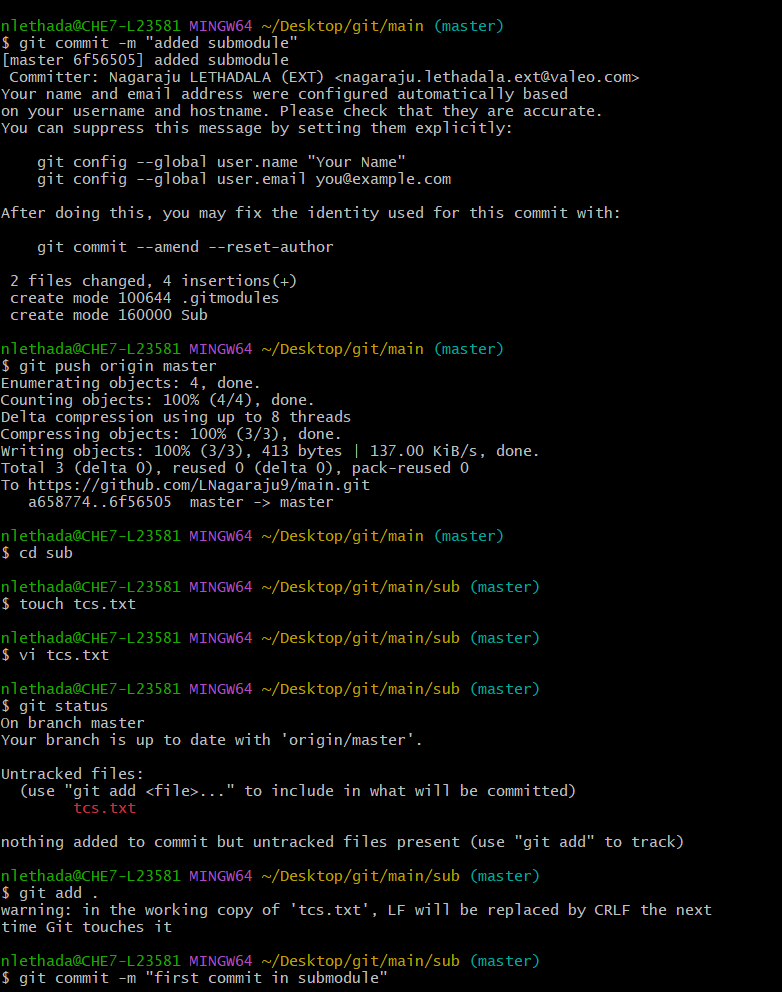 nlethada@CHE7-L23581 MINGW64 ~/Desktop/git/main (master)
$ git commit -m "added submodule"
[master 6f56505] added submodule
 Committer: Nagaraju LETHADALA (EXT) <nagaraju.lethadala.ext@valeo.com>
Your name and email address were configured automatically based
on your username and hostname. Please check that they are accurate.
You can suppress this message by setting them explicitly:

    git config --global user.name "Your Name"
    git config --global user.email you@example.com

After doing this, you may fix the identity used for this commit with:

    git commit --amend --reset-author

 2 files changed, 4 insertions(+)
 create mode 100644 .gitmodules
 create mode 160000 Sub

nlethada@CHE7-L23581 MINGW64 ~/Desktop/git/main (master)
$ git push origin master
Enumerating objects: 4, done.
Counting objects: 100% (4/4), done.
Delta compression using up to 8 threads
Compressing objects: 100% (3/3), done.
Writing objects: 100% (3/3), 413 bytes | 137.00 KiB/s, done.
Total 3 (delta 0), reused 0 (delta 0), pack-reused 0
To https://github.com/LNagaraju9/main.git
   a658774..6f56505  master -> master

nlethada@CHE7-L23581 MINGW64 ~/Desktop/git/main (master)
$ cd sub

nlethada@CHE7-L23581 MINGW64 ~/Desktop/git/main/sub (master)
$ touch tcs.txt

nlethada@CHE7-L23581 MINGW64 ~/Desktop/git/main/sub (master)
$ vi tcs.txt

nlethada@CHE7-L23581 MINGW64 ~/Desktop/git/main/sub (master)
$ git status
On branch master
Your branch is up to date with 'origin/master'.

Untracked files:
  (use "git add <file>..." to include in what will be committed)
        tcs.txt

nothing added to commit but untracked files present (use "git add" to track)

nlethada@CHE7-L23581 MINGW64 ~/Desktop/git/main/sub (master)
$ git add .
warning: in the working copy of 'tcs.txt', LF will be replaced by CRLF the next
time Git touches it

nlethada@CHE7-L23581 MINGW64 ~/Desktop/git/main/sub (master)
$ git commit -m "first commit in submodule"